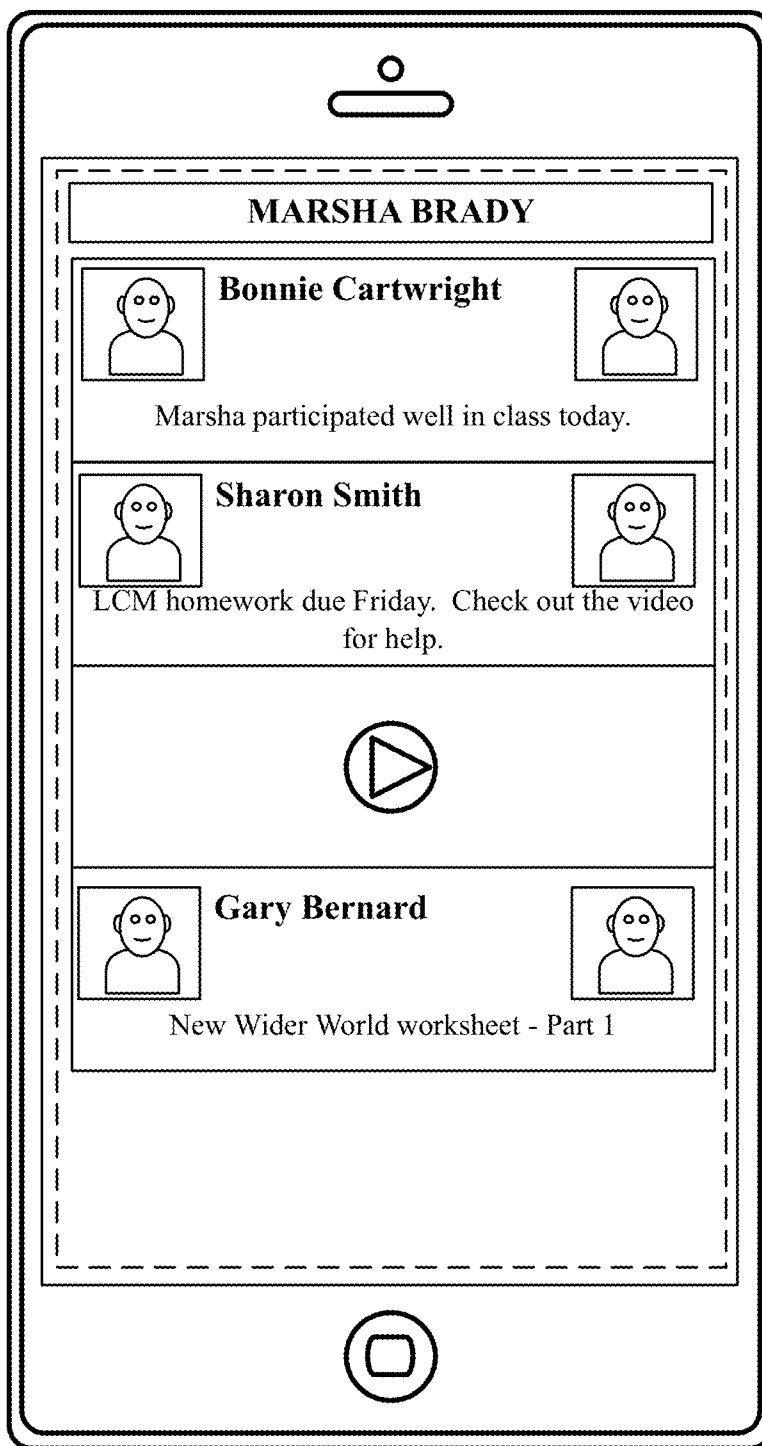 MARSHA BRADY
Bonnie Cartwright
Marsha participated well in class today.
Sharon Smith
LCM homework due Friday.  Check out the video
for help.
Gary Bernard
New Wider World worksheet - Part 1